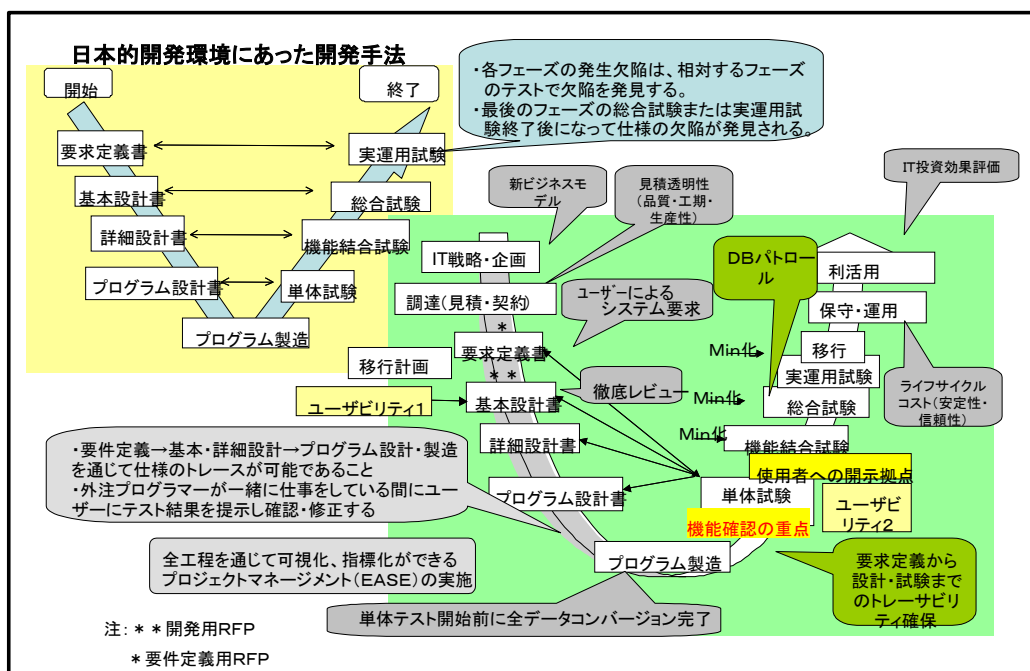 日本的開発環境にあった開発手法
開始
終了
要求定義書
実運用試験
基本設計書
総合試験
詳細設計書
機能結合試験
プログラム設計書
単体試験
プログラム製造
・各フェーズの発生欠陥は、相対するフェーズ
のテストで欠陥を発見する。
・最後のフェーズの総合試験または実運用試
験終了後になって仕様の欠陥が発見される。
新ビジネスモ
デル
見積透明性
(品質・工期・
生産性)
IT投資効果評価
IT戦略・企画
調達(見積・契約)
*
要求定義書
**
基本設計書
詳細設計書
プログラム設計書
プログラム製造
ユーザーによる
システム要求
徹底レビュー
移行計画
ユーザビリティ1
DBパトロー
ル
利活用
保守・運用
移行
実運用試験
総合試験
機能結合試験
単体試験
Min化
Min化
Min化
ライフサイクル
コスト(安定性・
信頼性)
使用者への開示拠点
ユーザビ
リティ2
機能確認の重点
・要件定義→基本・詳細設計→プログラム設計・製造
を通じて仕様のトレースが可能であること
・外注プログラマーが一緒に仕事をしている間にユー
ザーにテスト結果を提示し確認・修正する
全工程を通じて可視化、指標化ができる
プロジェクトマネージメント(EASE)の実施
単体テスト開始前に全データコンバージョン完了
要求定義から
設計・試験まで
のトレーサビリ
ティ確保
注:**開発用RFP
*要件定義用RFP